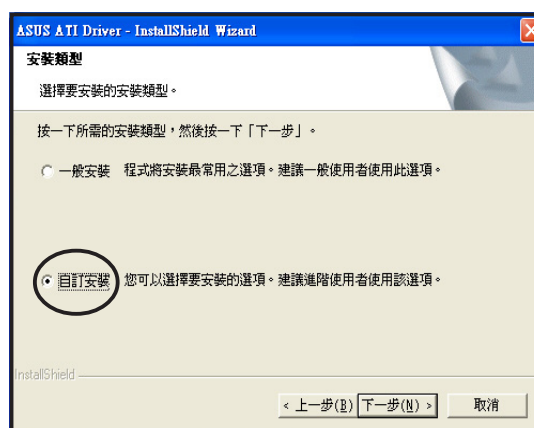 ASUS ATI Driver - InstallShield Wizard
安裝類型
選擇要安裝的安裝類型。
按一下所需的安裝類型，然後按一下「下一步」。
一般安裝 程式將安裝最常用之選項。建議一般使用者使用此選項。
自訂安裝 您可以選擇要安裝的選項。建議進階使用者使用該選項。
InstallShield
< 上一步(B) 下一步(N) > 取消